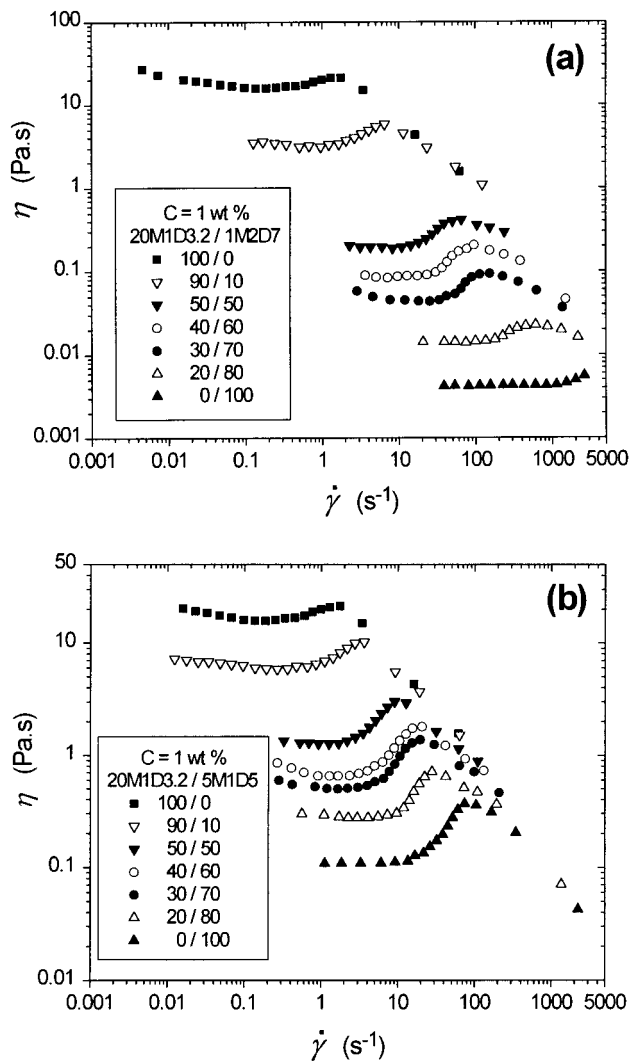 (a)
100
10
1
0.1
0.01
0.001
η (Pa.s)
C = 1 wt %
20M1D3.2 / 1M2D7
■ 100 / 0
▽ 90 / 10
▼ 50 / 50
○ 40 / 60
● 30 / 70
△ 20 / 80
▲ 0 / 100
0.001 0.01 0.1 1 10 100 1000 5000
γ̇ (s⁻¹)
(b)
50
10
1
0.1
0.01
η (Pa.s)
C = 1 wt %
20M1D3.2 / 5M1D5
■ 100 / 0
▽ 90 / 10
▼ 50 / 50
○ 40 / 60
● 30 / 70
△ 20 / 80
▲ 0 / 100
0.001 0.01 0.1 1 10 100 1000 5000
γ̇ (s⁻¹)